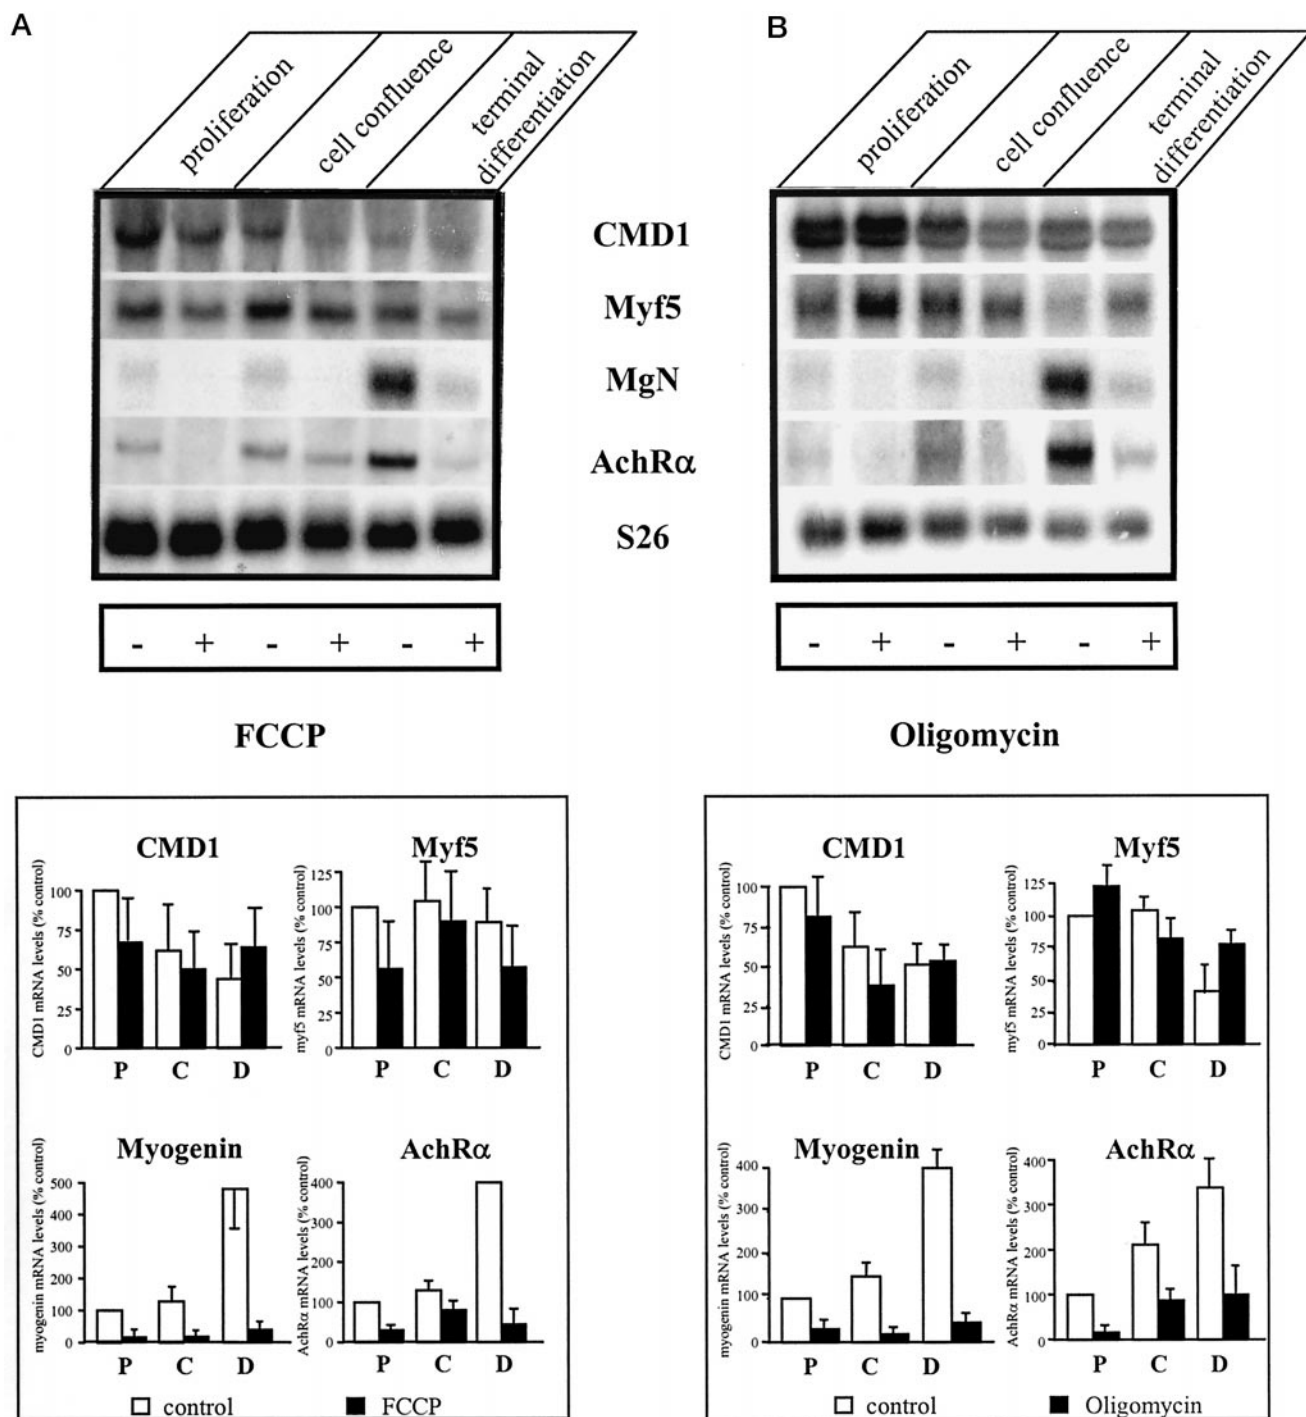 A
B
proliferation
cell confluence
terminal
differentiation
proliferation
cell confluence
terminal
differentiation
CMD1
Myf5
MgN
AchRα
S26
- + - + - +
- + - + - +
FCCP
Oligomycin
CMD1
CMD1 mRNA levels (% control)
100
75
50
25
0
P C D
Myf5
myf5 mRNA levels (% control)
125
100
75
50
25
0
P C D
Myogenin
myogenin mRNA levels (% control)
500
400
300
200
100
0
P C D
AchRα
AchRα mRNA levels (% control)
400
300
200
100
0
P C D
control FCCP
CMD1
CMD1 mRNA levels (% control)
100
75
50
25
0
P C D
Myf5
myf5 mRNA levels (% control)
125
100
75
50
25
0
P C D
Myogenin
myogenin mRNA levels (% control)
400
300
200
100
0
P C D
AchRα
AchRα mRNA levels (% control)
400
300
200
100
0
P C D
control Oligomycin